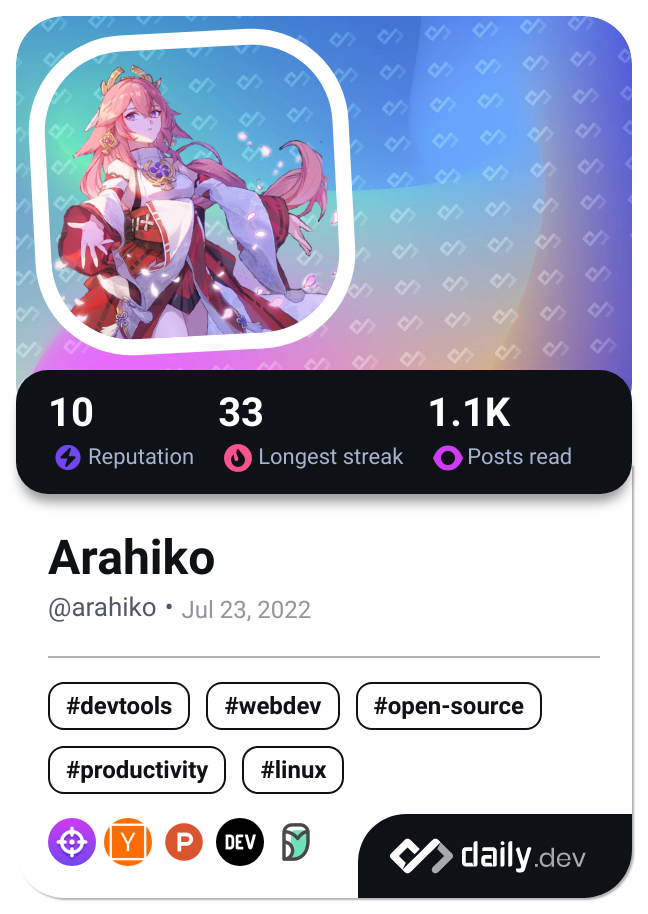 10 33 1.1K
Reputation Longest streak Posts read
Arahiko
@arahiko • Jul 23, 2022
#devtools #webdev #open-source
#productivity #linux
Y P DEV
daily.dev